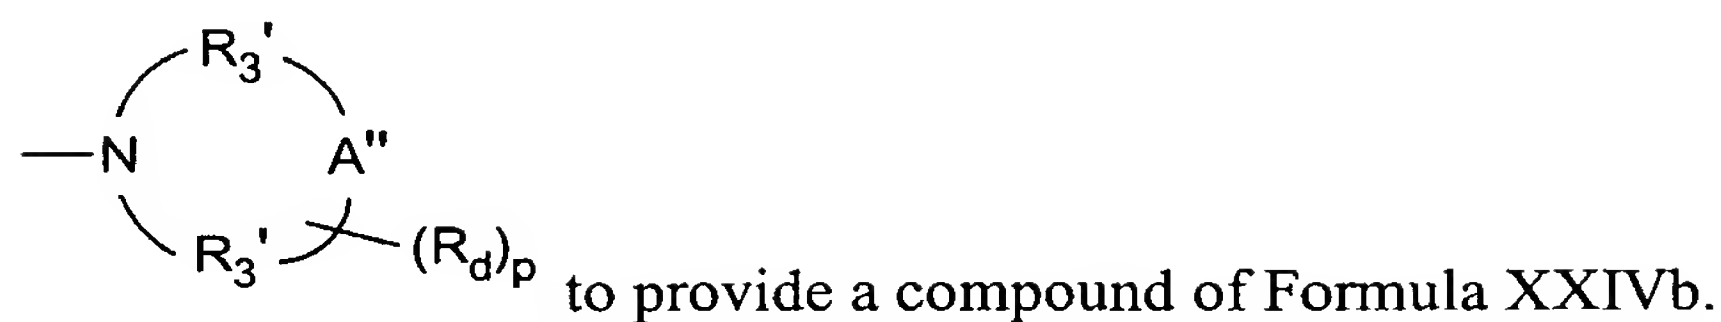 R3'
N A"
R3' (Rd)p to provide a compound of Formula XXIVb.